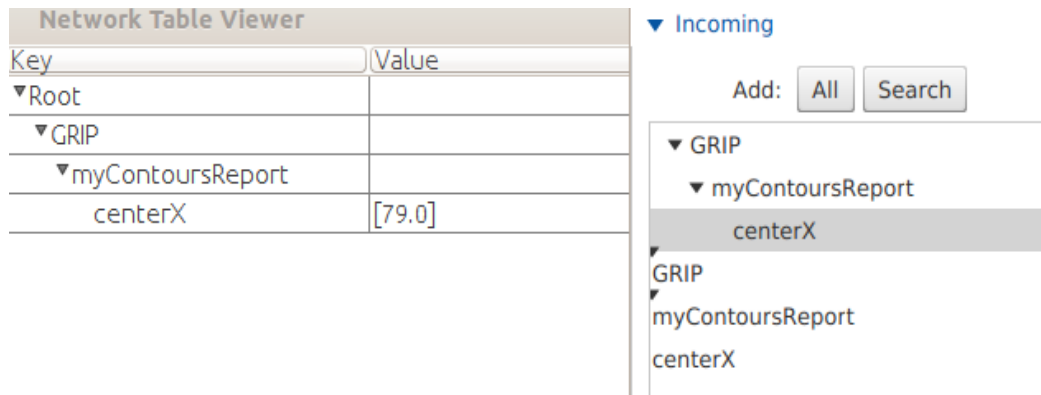 Network Table Viewer
Key Value
Root
GRIP
myContoursReport
centerX [79.0]
Incoming
Add: All Search
GRIP
myContoursReport
centerX
GRIP
myContoursReport
centerX